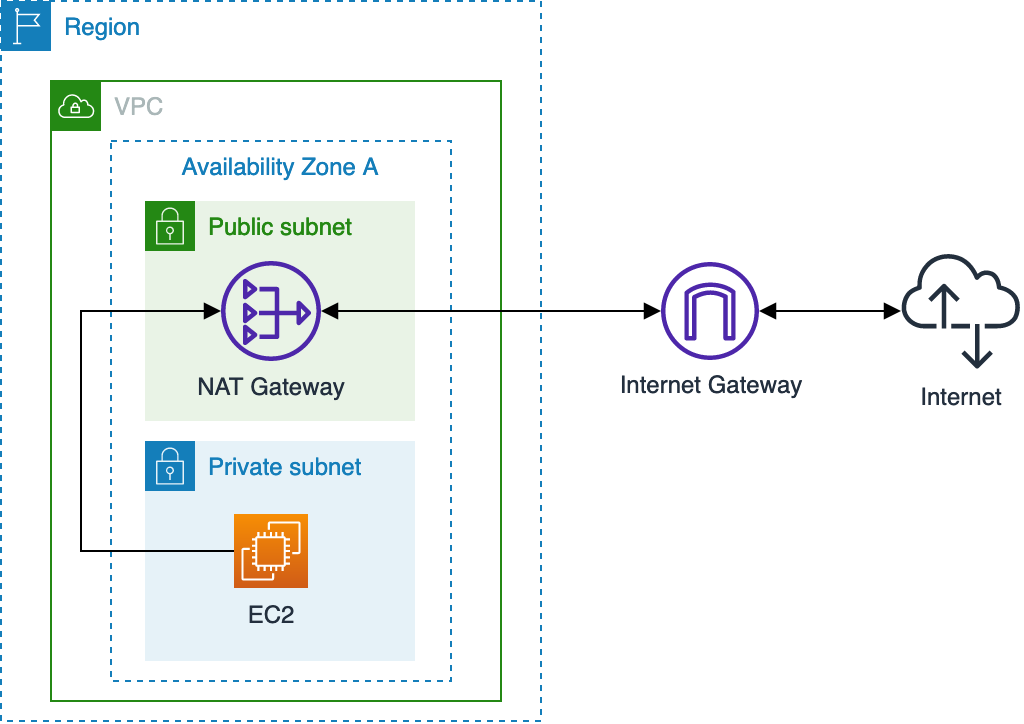 Region
VPC
Availability Zone A
Public subnet
NAT Gateway
Internet Gateway
Internet
Private subnet
EC2